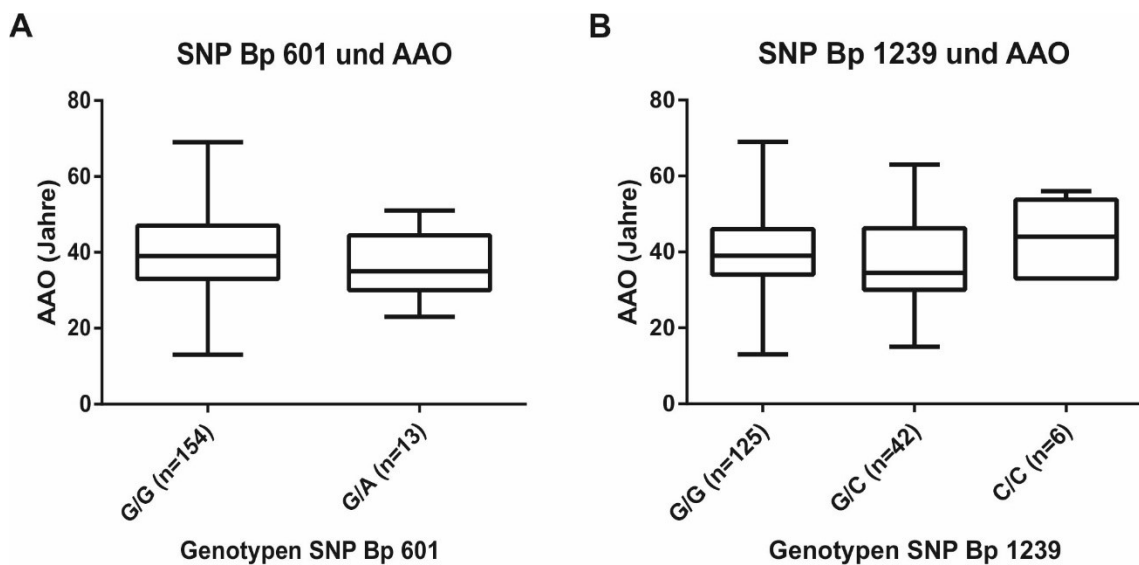 A
SNP Bp 601 und AAO
AAO (Jahre)
80
60
40
20
0
G/G (n=154)
G/A (n=13)
Genotypen SNP Bp 601
B
SNP Bp 1239 und AAO
AAO (Jahre)
80
60
40
20
0
G/G (n=125)
G/C (n=42)
C/C (n=6)
Genotypen SNP Bp 1239